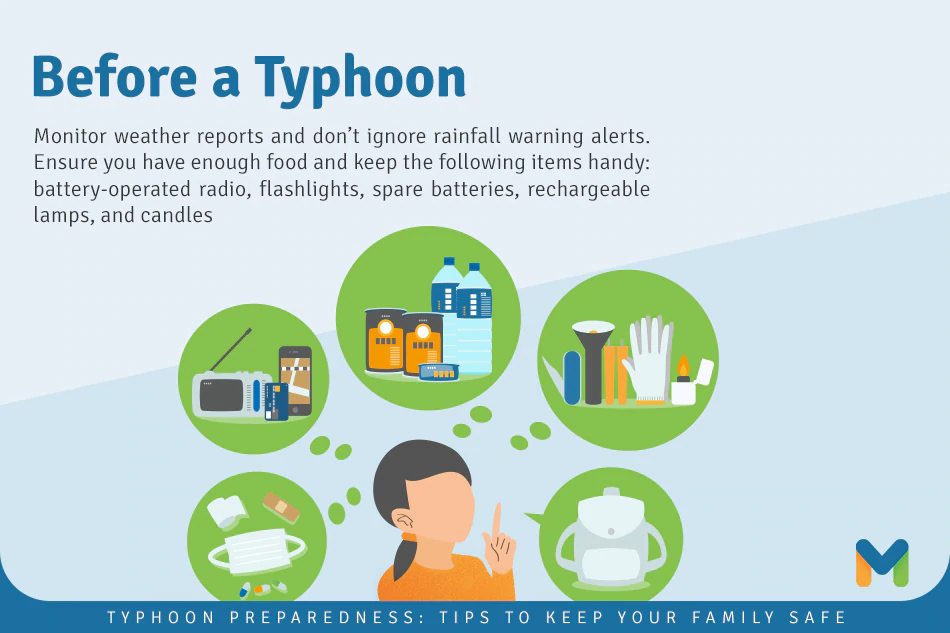 Before a Typhoon
Monitor weather reports and don’t ignore rainfall warning alerts.
Ensure you have enough food and keep the following items handy:
battery-operated radio, flashlights, spare batteries, rechargeable
lamps, and candles
TYPHOON PREPAREDNESS: TIPS TO KEEP YOUR FAMILY SAFE